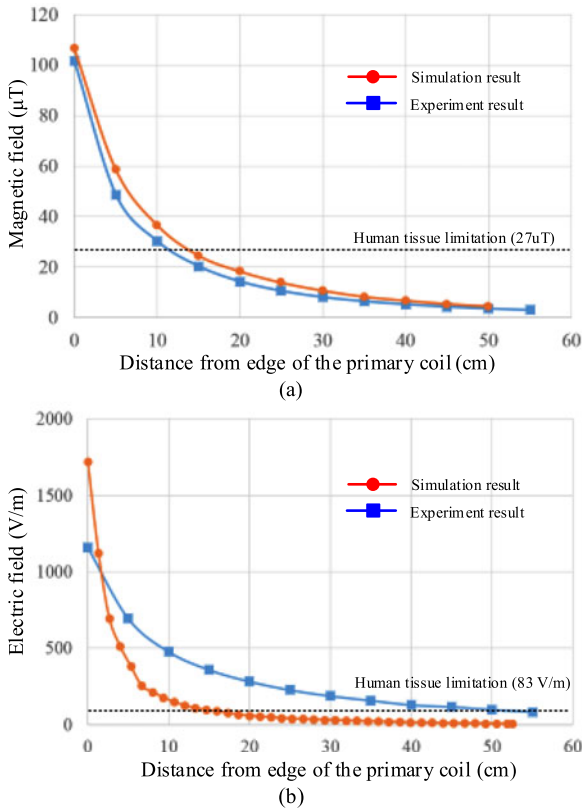 120
100
80
60
40
20
0
Magnetic field (μT)
Simulation result
Experiment result
Human tissue limitation (27uT)
0 10 20 30 40 50 60
Distance from edge of the primary coil (cm)
(a)
2000
1500
1000
500
0
Electric field (V/m)
Simulation result
Experiment result
Human tissue limitation (83 V/m)
0 10 20 30 40 50 60
Distance from edge of the primary coil (cm)
(b)